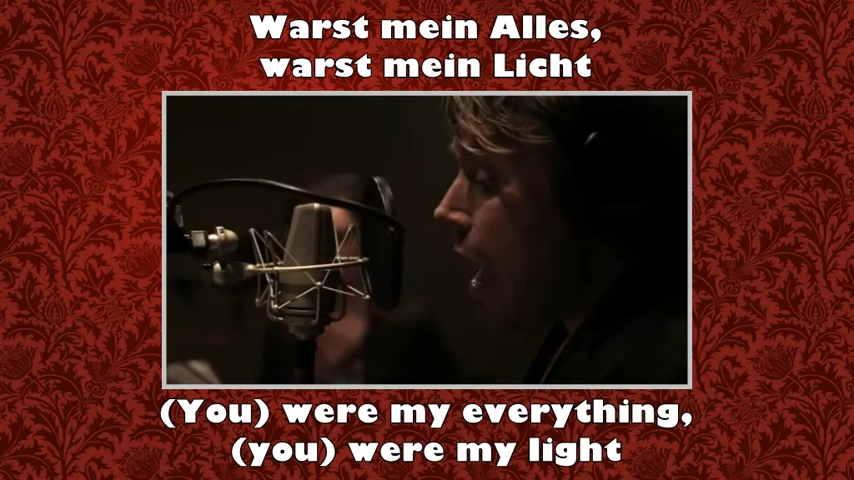 Warst mein Alles,
warst mein Licht
(You) were my everything,
(you) were my light